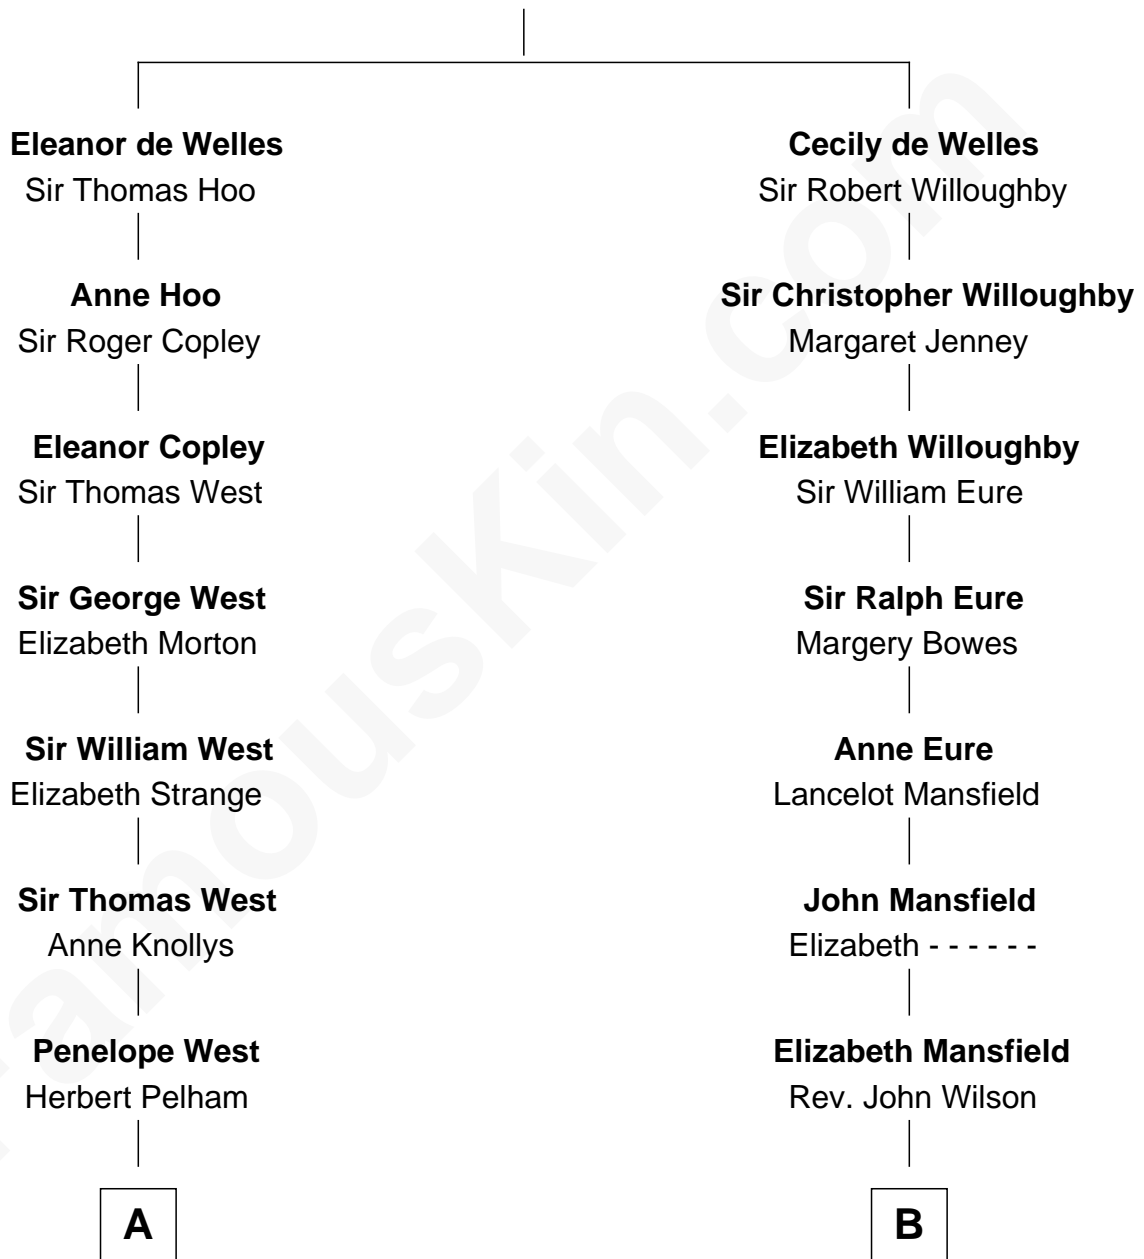 Eleanor de Welles
Sir Thomas Hoo
Anne Hoo
Sir Roger Copley
Eleanor Copley
Sir Thomas West
Sir George West
Elizabeth Morton
Sir William West
Elizabeth Strange
Sir Thomas West
Anne Knollys
Penelope West
Herbert Pelham
A
Cecily de Welles
Sir Robert Willoughby
Sir Christopher Willoughby
Margaret Jenney
Elizabeth Willoughby
Sir William Eure
Sir Ralph Eure
Margery Bowes
Anne Eure
Lancelot Mansfield
John Mansfield
Elizabeth - - - - - -
Elizabeth Mansfield
Rev. John Wilson
B
FamousKin.com